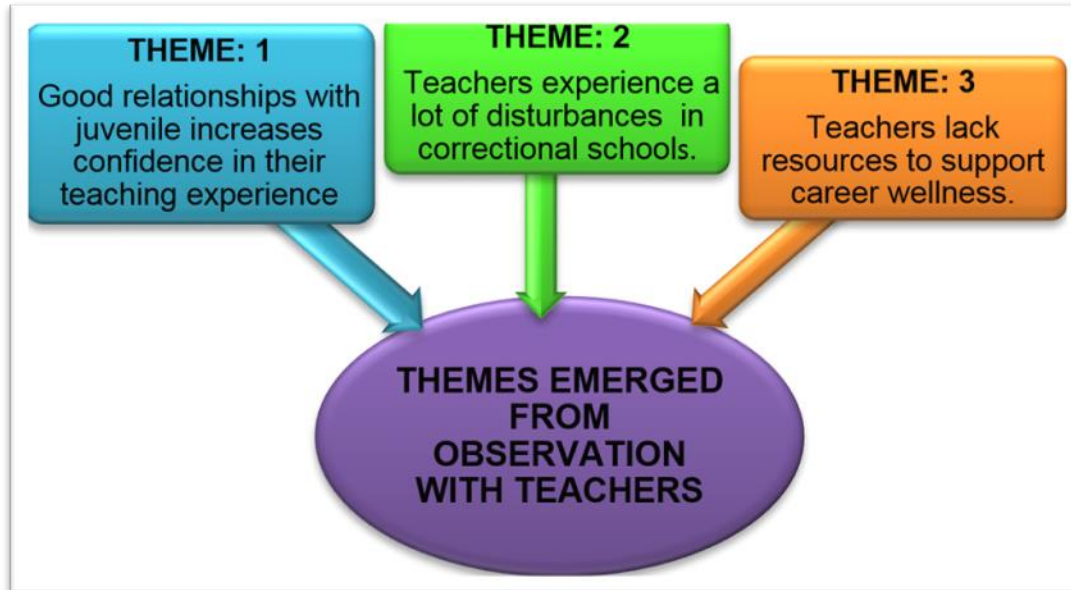 THEME: 1
Good relationships with
juvenile increases
confidence in their
teaching experience
THEME: 2
Teachers experience a
lot of disturbances in
correctional schools.
THEME: 3
Teachers lack
resources to support
career wellness.
THEMES EMERGED
FROM
OBSERVATION
WITH TEACHERS